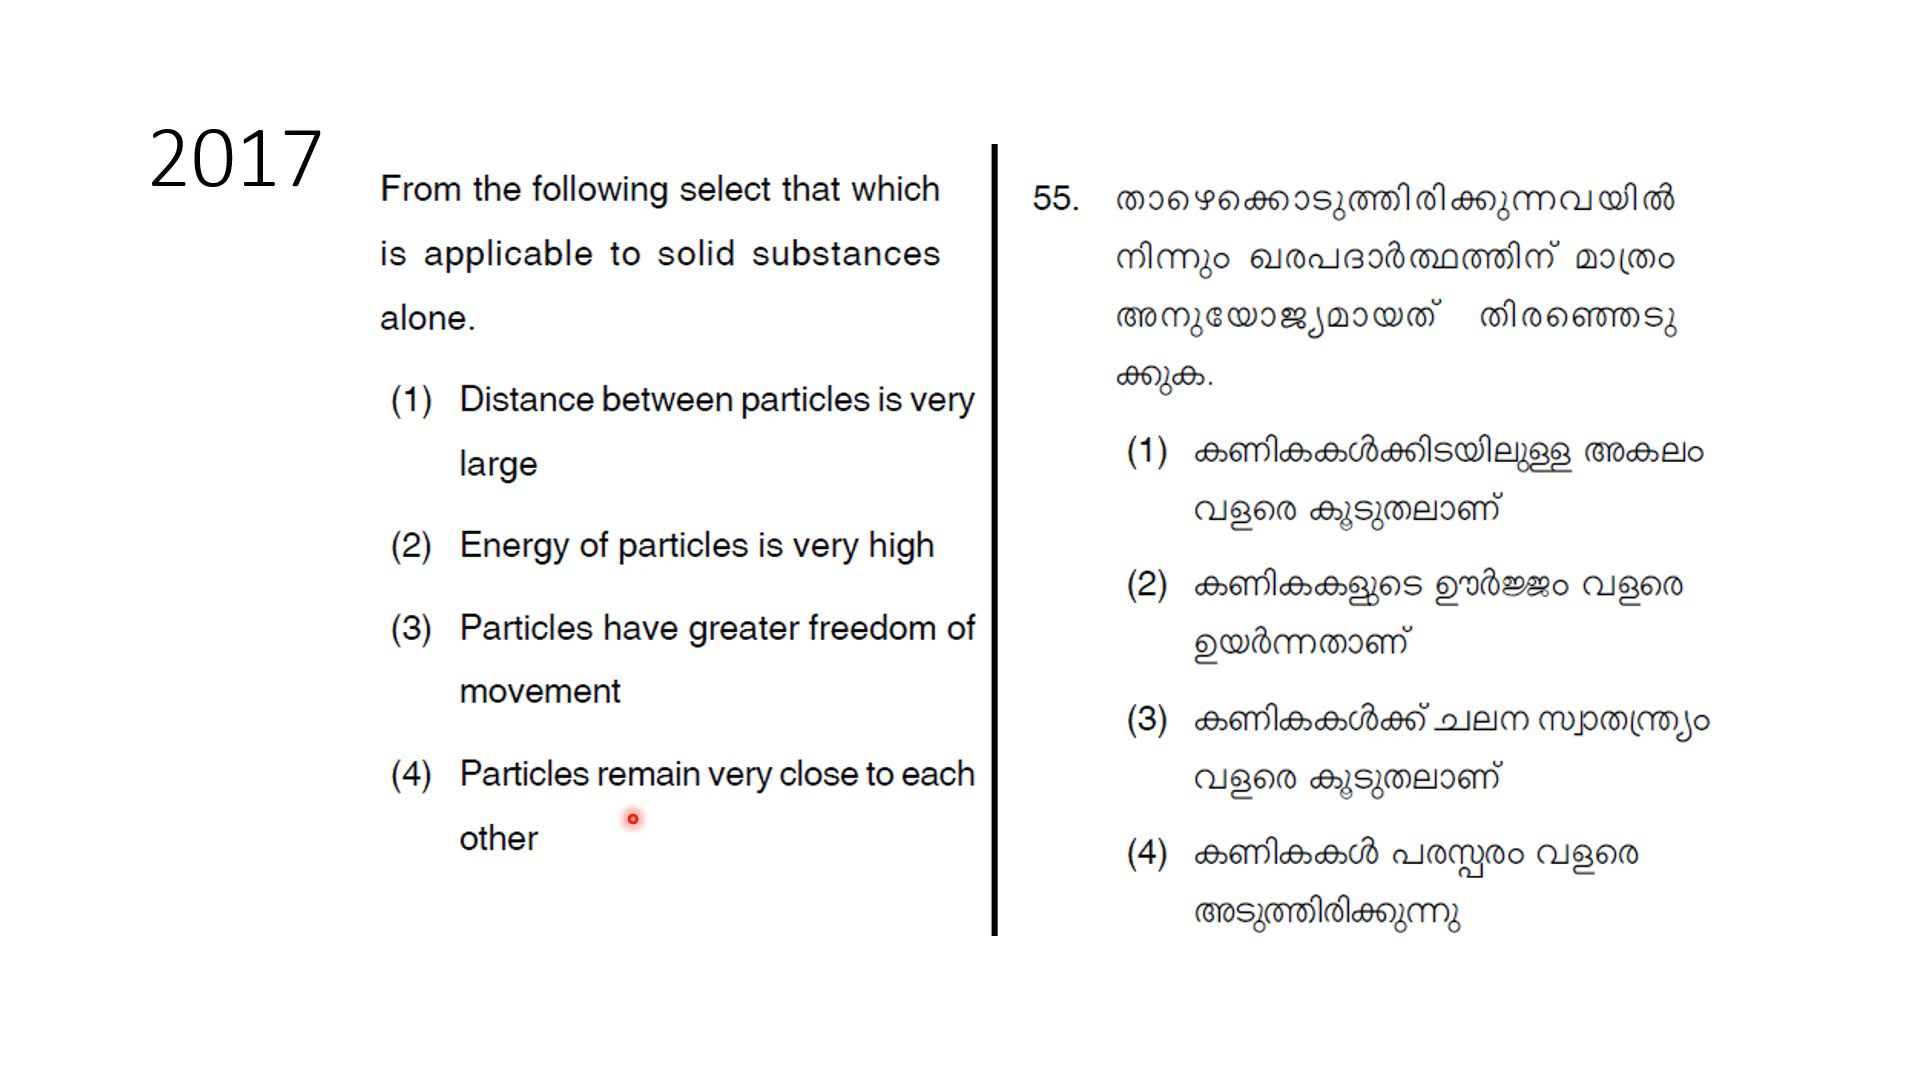 2017
From the following select that which
is applicable to solid substances
alone.
(1) Distance between particles is very
large
(2) Energy of particles is very high
(3) Particles have greater freedom of
movement
(4) Particles remain very close to each
other
55. താഴെക്കൊടുത്തിരിക്കുന്നവയിൽ
നിന്നും ഖരപദാർത്ഥത്തിന് മാത്രം
അനുയോജ്യമായത് തിരഞ്ഞെടു
ക്കുക.
(1) കണികകൾക്കിടയിലുള്ള അകലം
വളരെ കൂടുതലാണ്
(2) കണികകളുടെ ഊർജ്ജം വളരെ
ഉയർന്നതാണ്
(3) കണികകൾക്ക് ചലന സ്വാതന്ത്ര്യം
വളരെ കൂടുതലാണ്
(4) കണികകൾ പരസ്പരം വളരെ
അടുത്തിരിക്കുന്നു